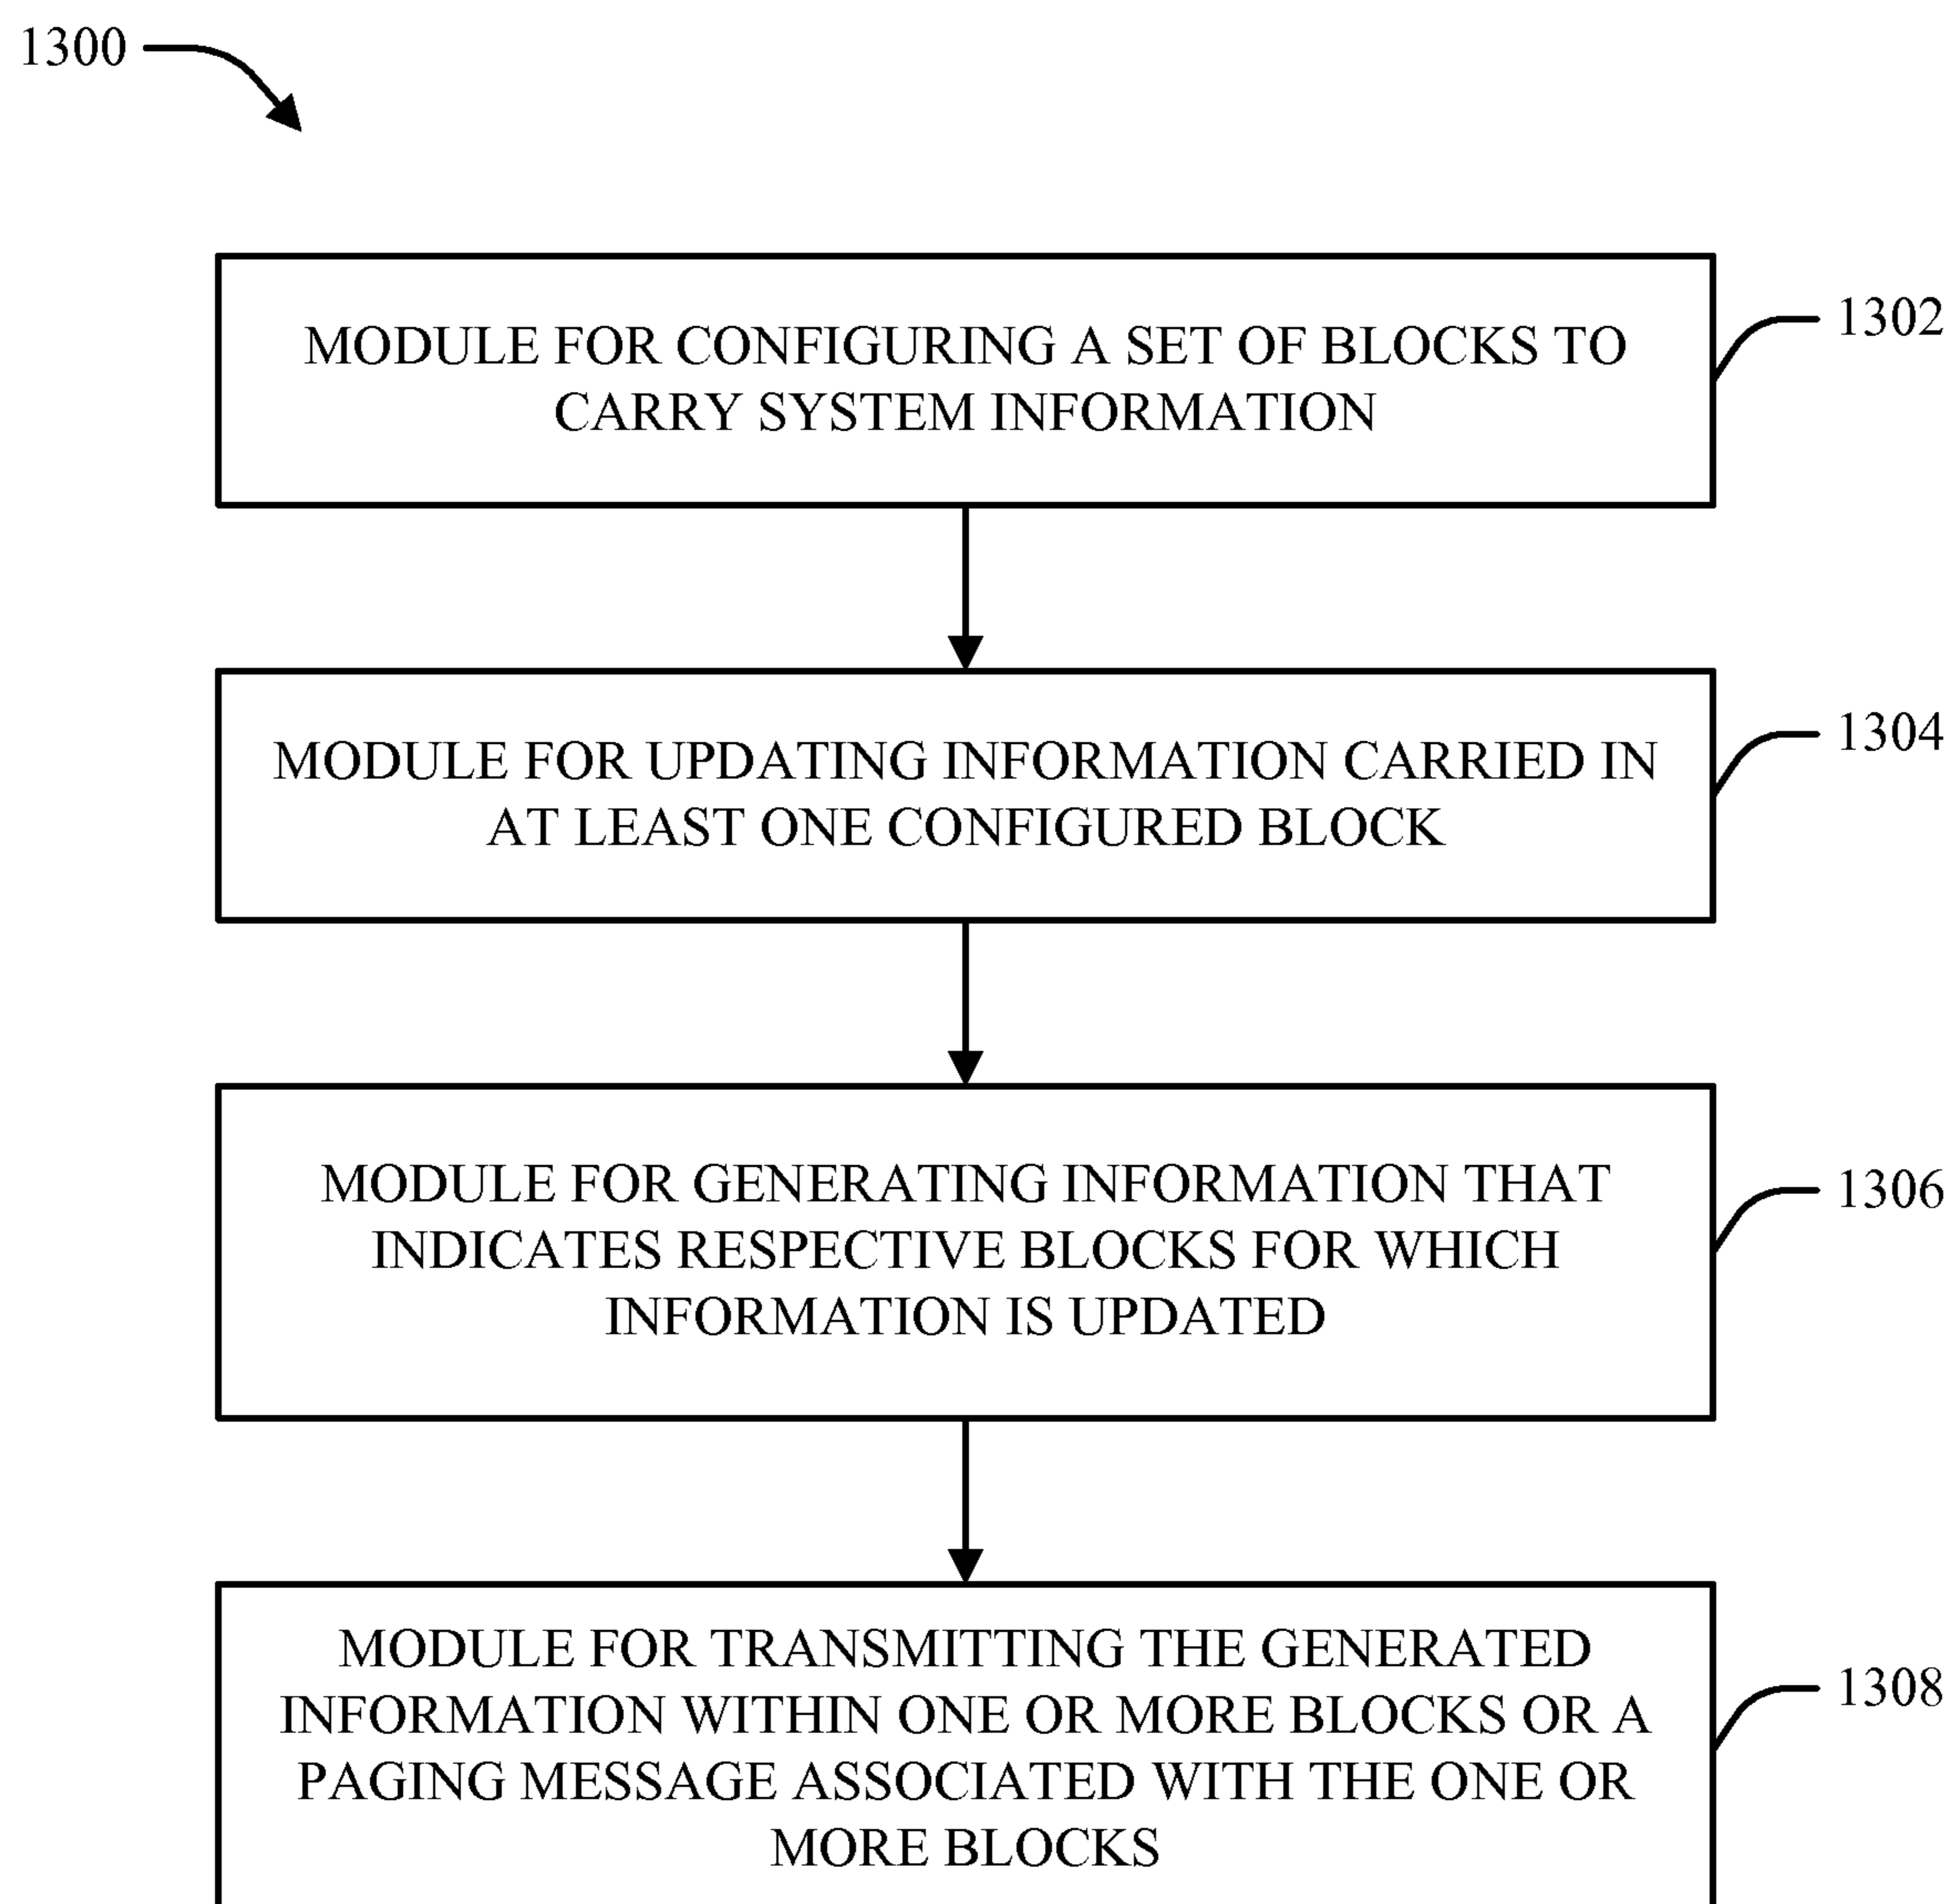 1300
MODULE FOR CONFIGURING A SET OF BLOCKS TO
CARRY SYSTEM INFORMATION
1302
MODULE FOR UPDATING INFORMATION CARRIED IN
AT LEAST ONE CONFIGURED BLOCK
1304
MODULE FOR GENERATING INFORMATION THAT
INDICATES RESPECTIVE BLOCKS FOR WHICH
INFORMATION IS UPDATED
1306
MODULE FOR TRANSMITTING THE GENERATED
INFORMATION WITHIN ONE OR MORE BLOCKS OR A
PAGING MESSAGE ASSOCIATED WITH THE ONE OR
MORE BLOCKS
1308